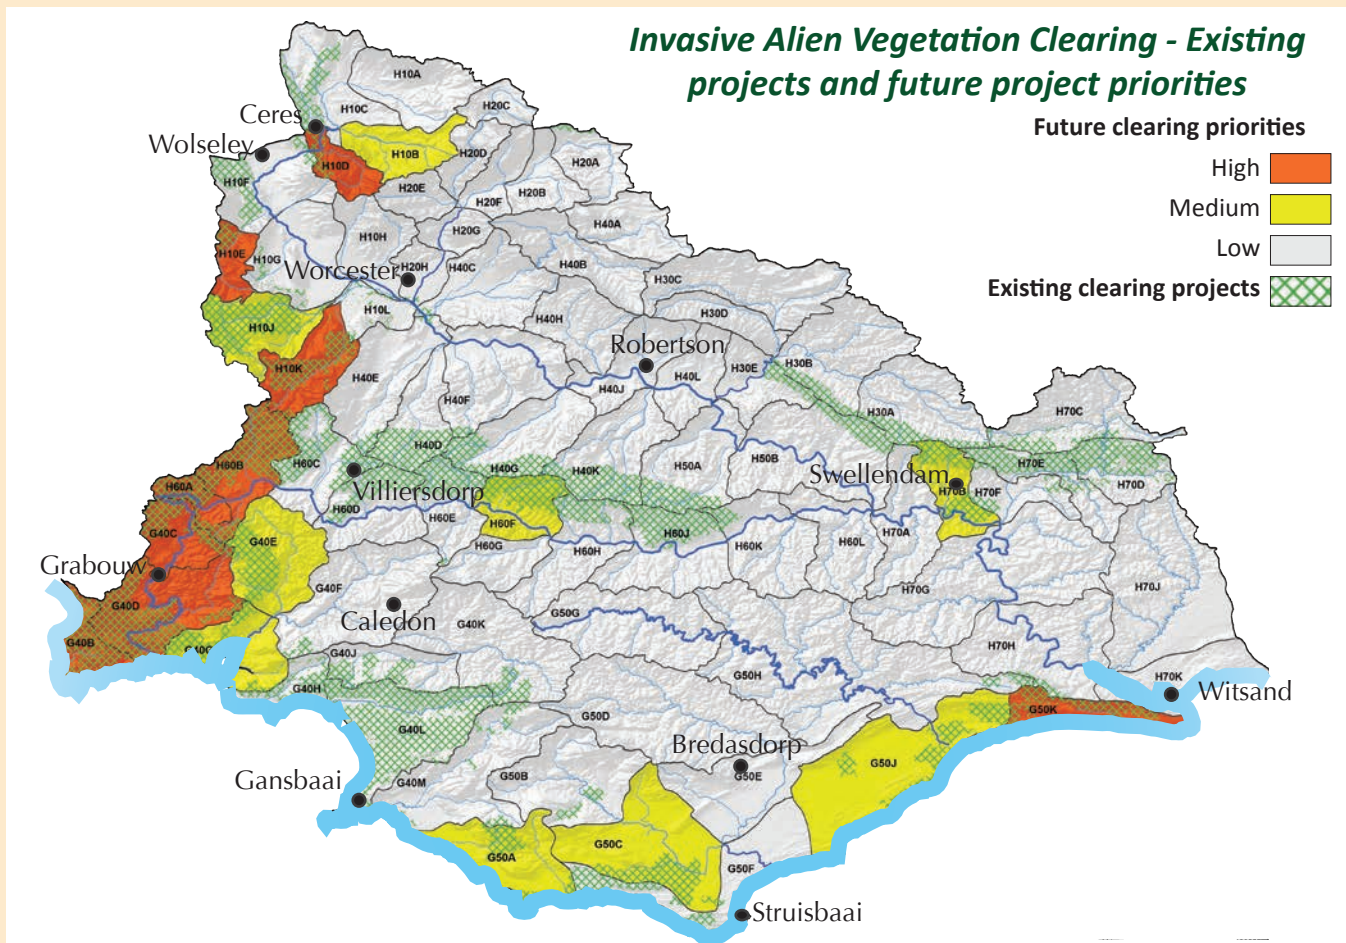 Invasive Alien Vegetation Clearing - Existing
projects and future project priorities
Future clearing priorities
High
Medium
Low
Existing clearing projects
H10A
H10C
H20C
Ceres
Wolseley
H10B
H20D
H20A
H10D
H10F
H20E
H20B
H20F
H40A
H10H
H20G
H10E
H10G
Worcester
H20H
H40C
H40B
H30C
H10L
H30D
H40H
H10J
Robertson
H10K
H40E
H30E
H30B
H40L
H40J
H40F
H30A
H70C
H40D
H60B
H60C
H40G
H40K
H50A
H50B
H70E
Swellendam
H70D
H60A
Villiersdorp
H70B
H70F
H60D
H60E
H60F
G40C
G40E
H60J
H60G
H60H
H60K
H60L
H70A
Grabouw
G40F
H70G
H70J
G40D
Caledon
G40K
G50G
G40B
G40J
H70H
G50H
H70K
G40H
Witsand
G50K
G40L
G50D
Bredasdorp
G50J
Gansbaai
G40M
G50B
G50E
G50C
G50A
G50F
Struisbaai